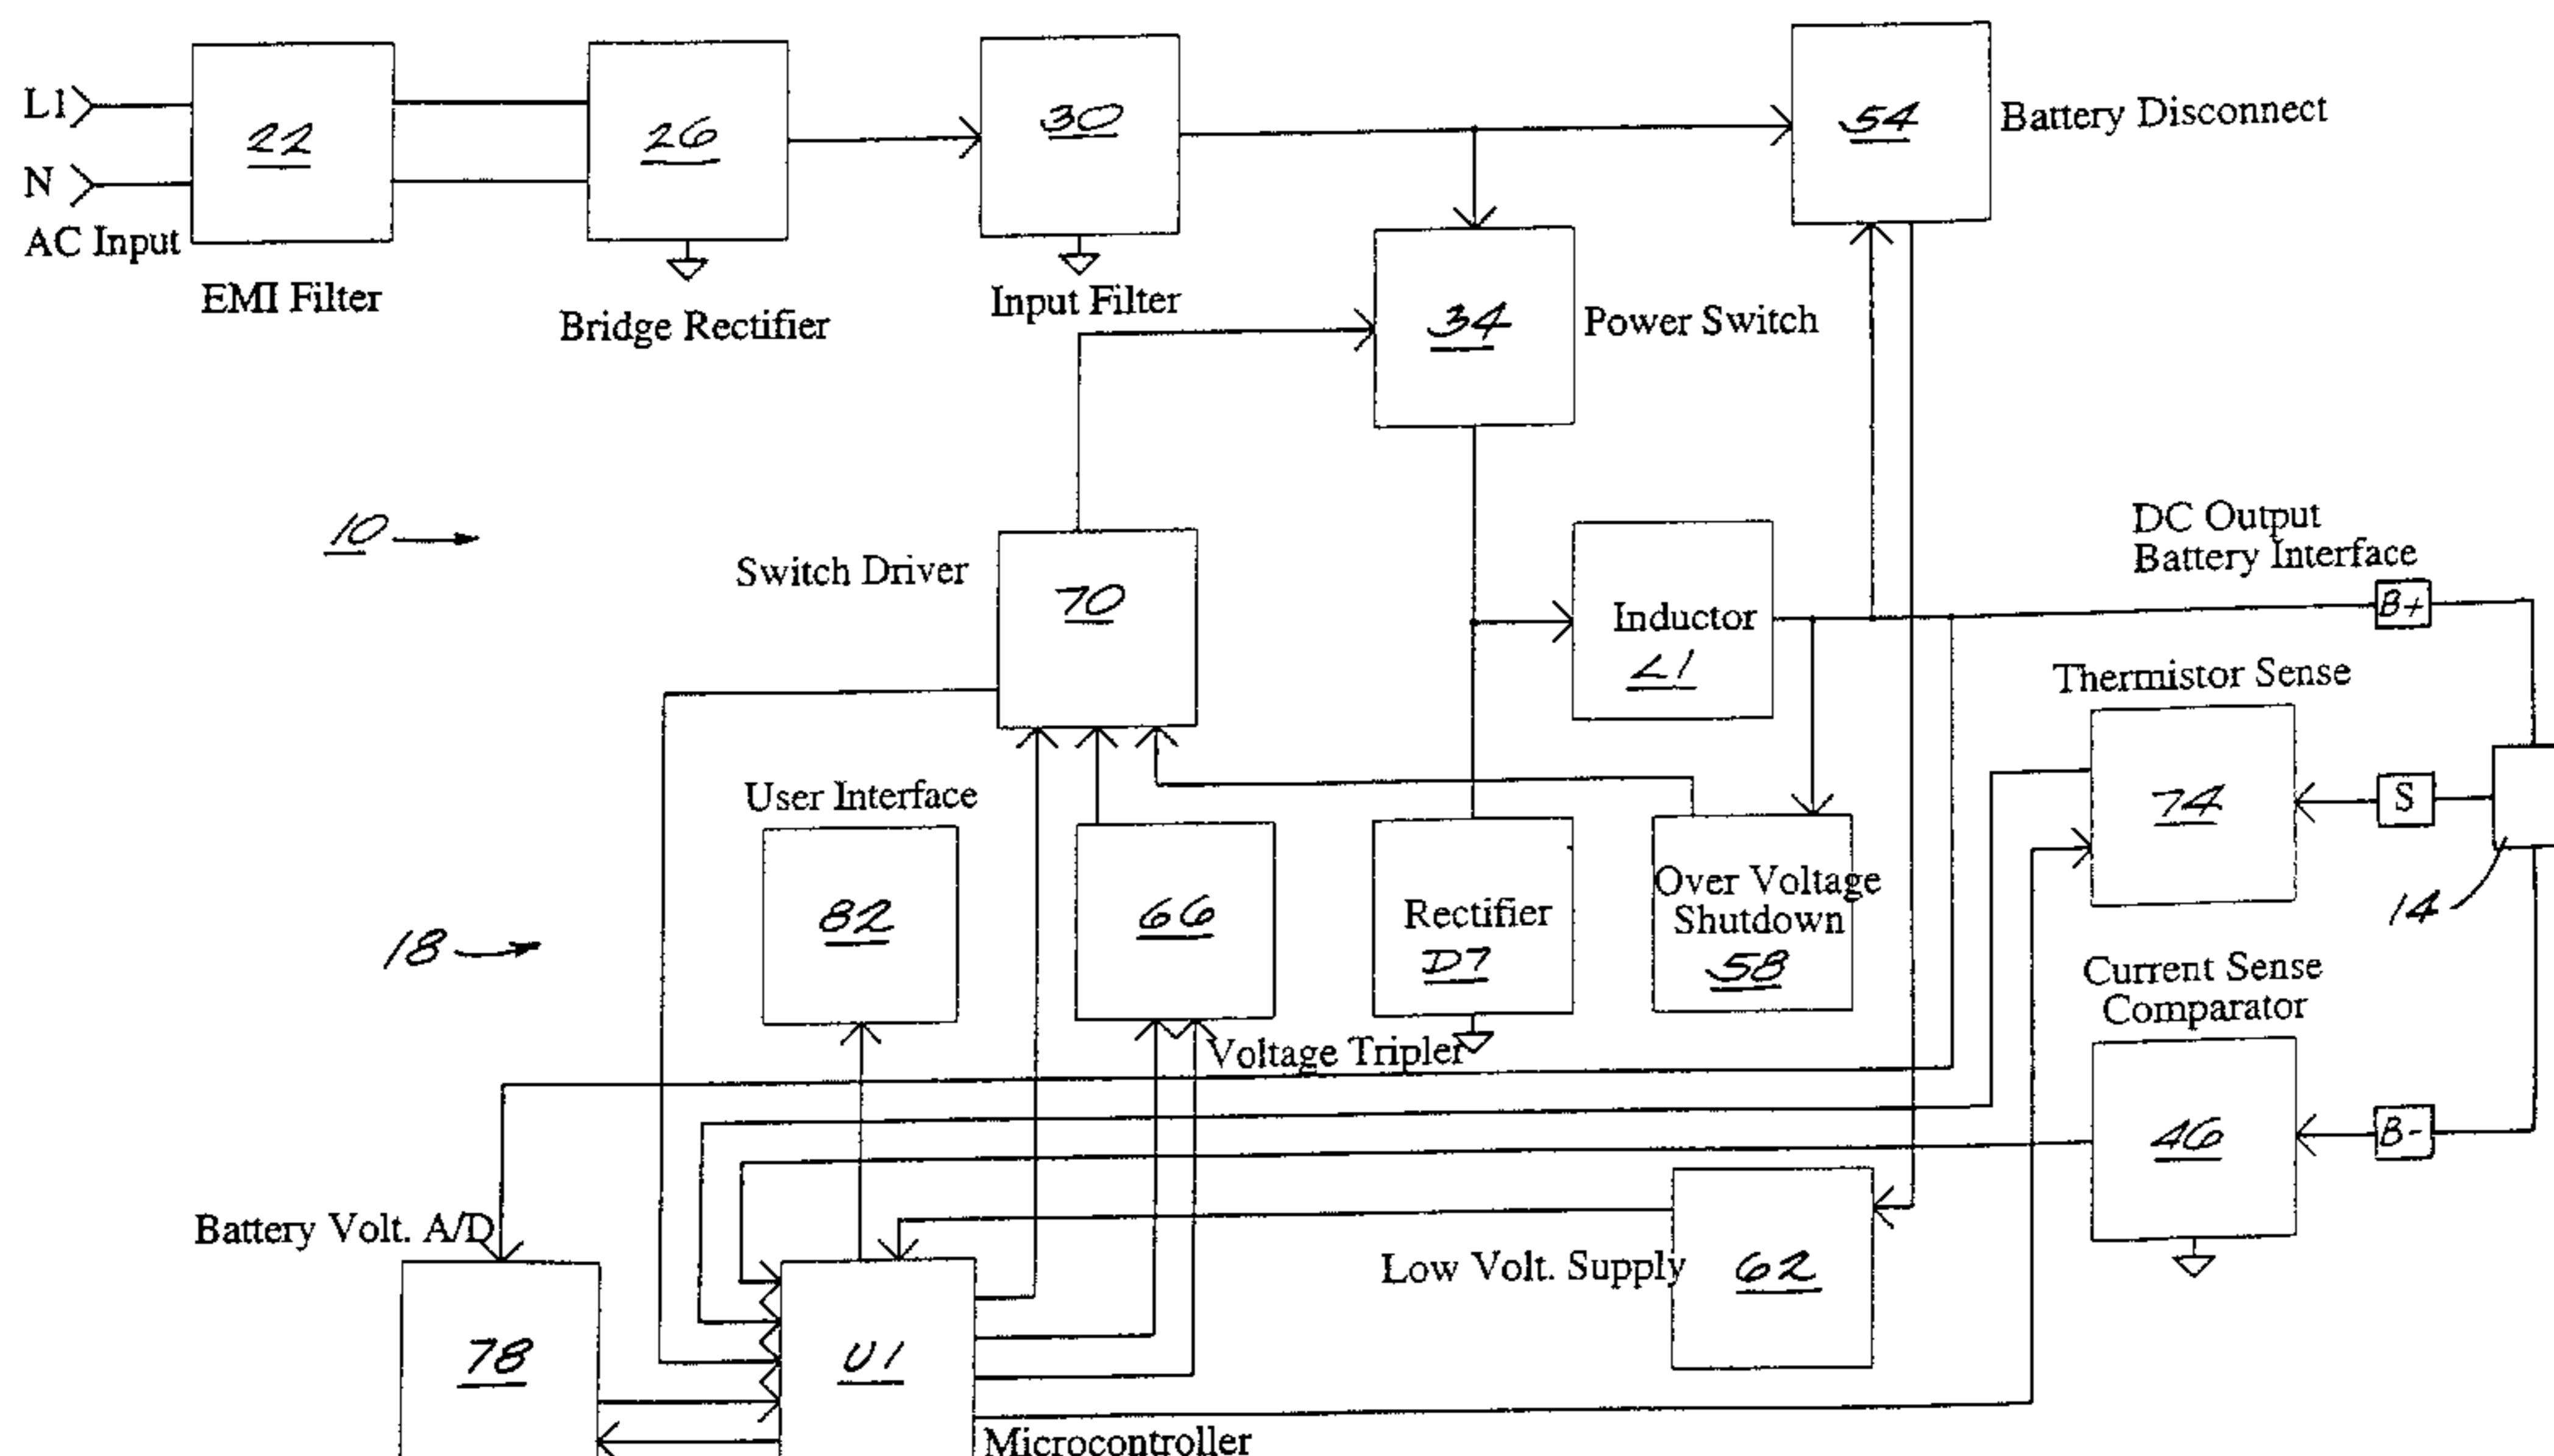 L1
N
AC Input
22
EMI Filter
26
Bridge Rectifier
30
Input Filter
54
Battery Disconnect
34
Power Switch
10
Switch Driver
70
Inductor
L1
DC Output
Battery Interface
B+
Thermistor Sense
74
S
14
User Interface
82
18
66
Voltage Tripler
Rectifier
D7
Over Voltage
Shutdown
58
Current Sense
Comparator
46
B-
Battery Volt. A/D
78
U1
Microcontroller
Low Volt. Supply
62